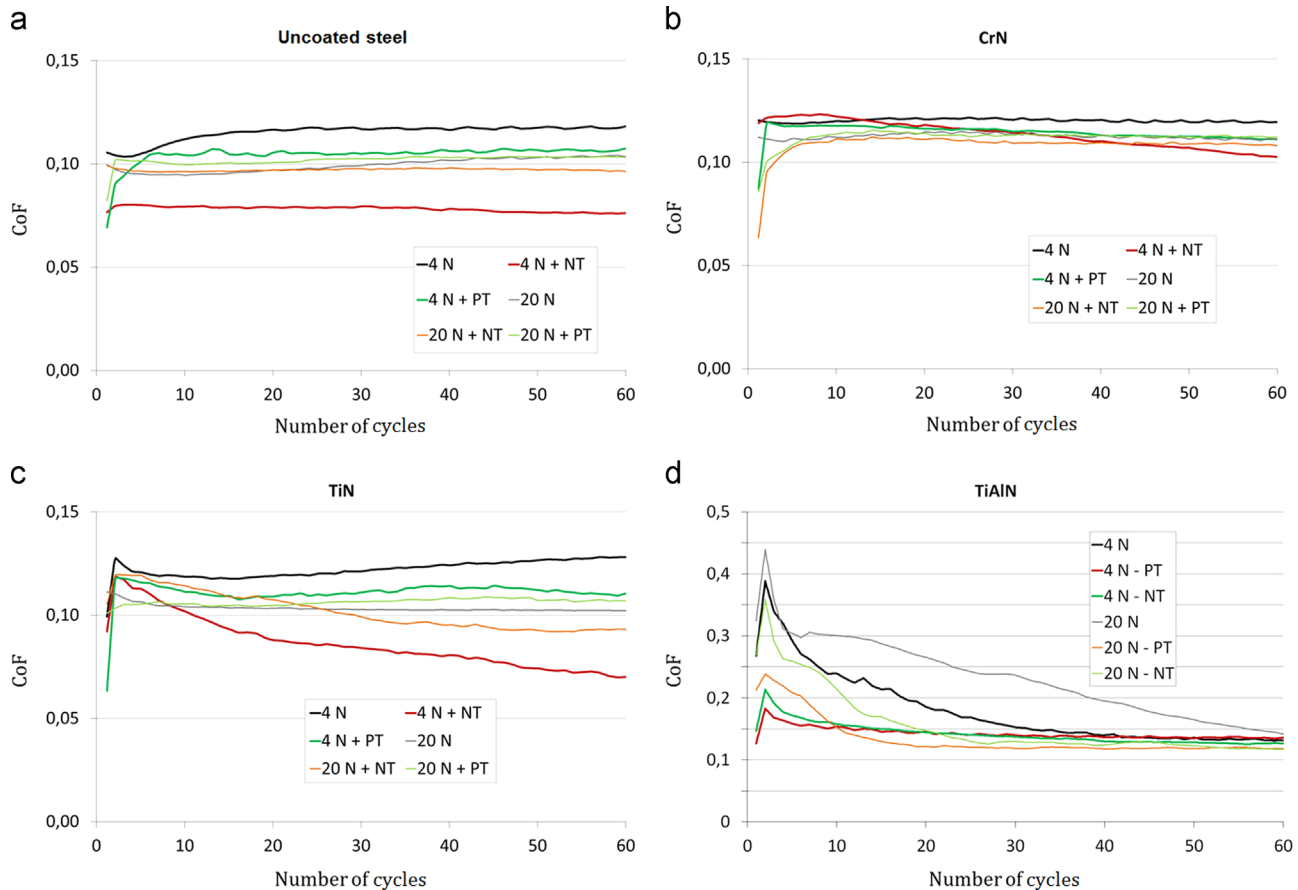 a
Uncoated steel
0,15
0,10
0,05
0,00
CoF
0 10 20 30 40 50 60
Number of cycles
4 N 4 N + NT
4 N + PT 20 N
20 N + NT 20 N + PT
b
CrN
0,15
0,10
0,05
0,00
CoF
0 10 20 30 40 50 60
Number of cycles
4 N 4 N + NT
4 N + PT 20 N
20 N + NT 20 N + PT
c
TiN
0,15
0,10
0,05
0,00
CoF
0 10 20 30 40 50 60
Number of cycles
4 N 4 N + NT
4 N + PT 20 N
20 N + NT 20 N + PT
d
TiAlN
0,5
0,4
0,3
0,2
0,1
0
CoF
0 10 20 30 40 50 60
Number of cycles
4 N
4 N - PT
4 N - NT
20 N
20 N - PT
20 N - NT